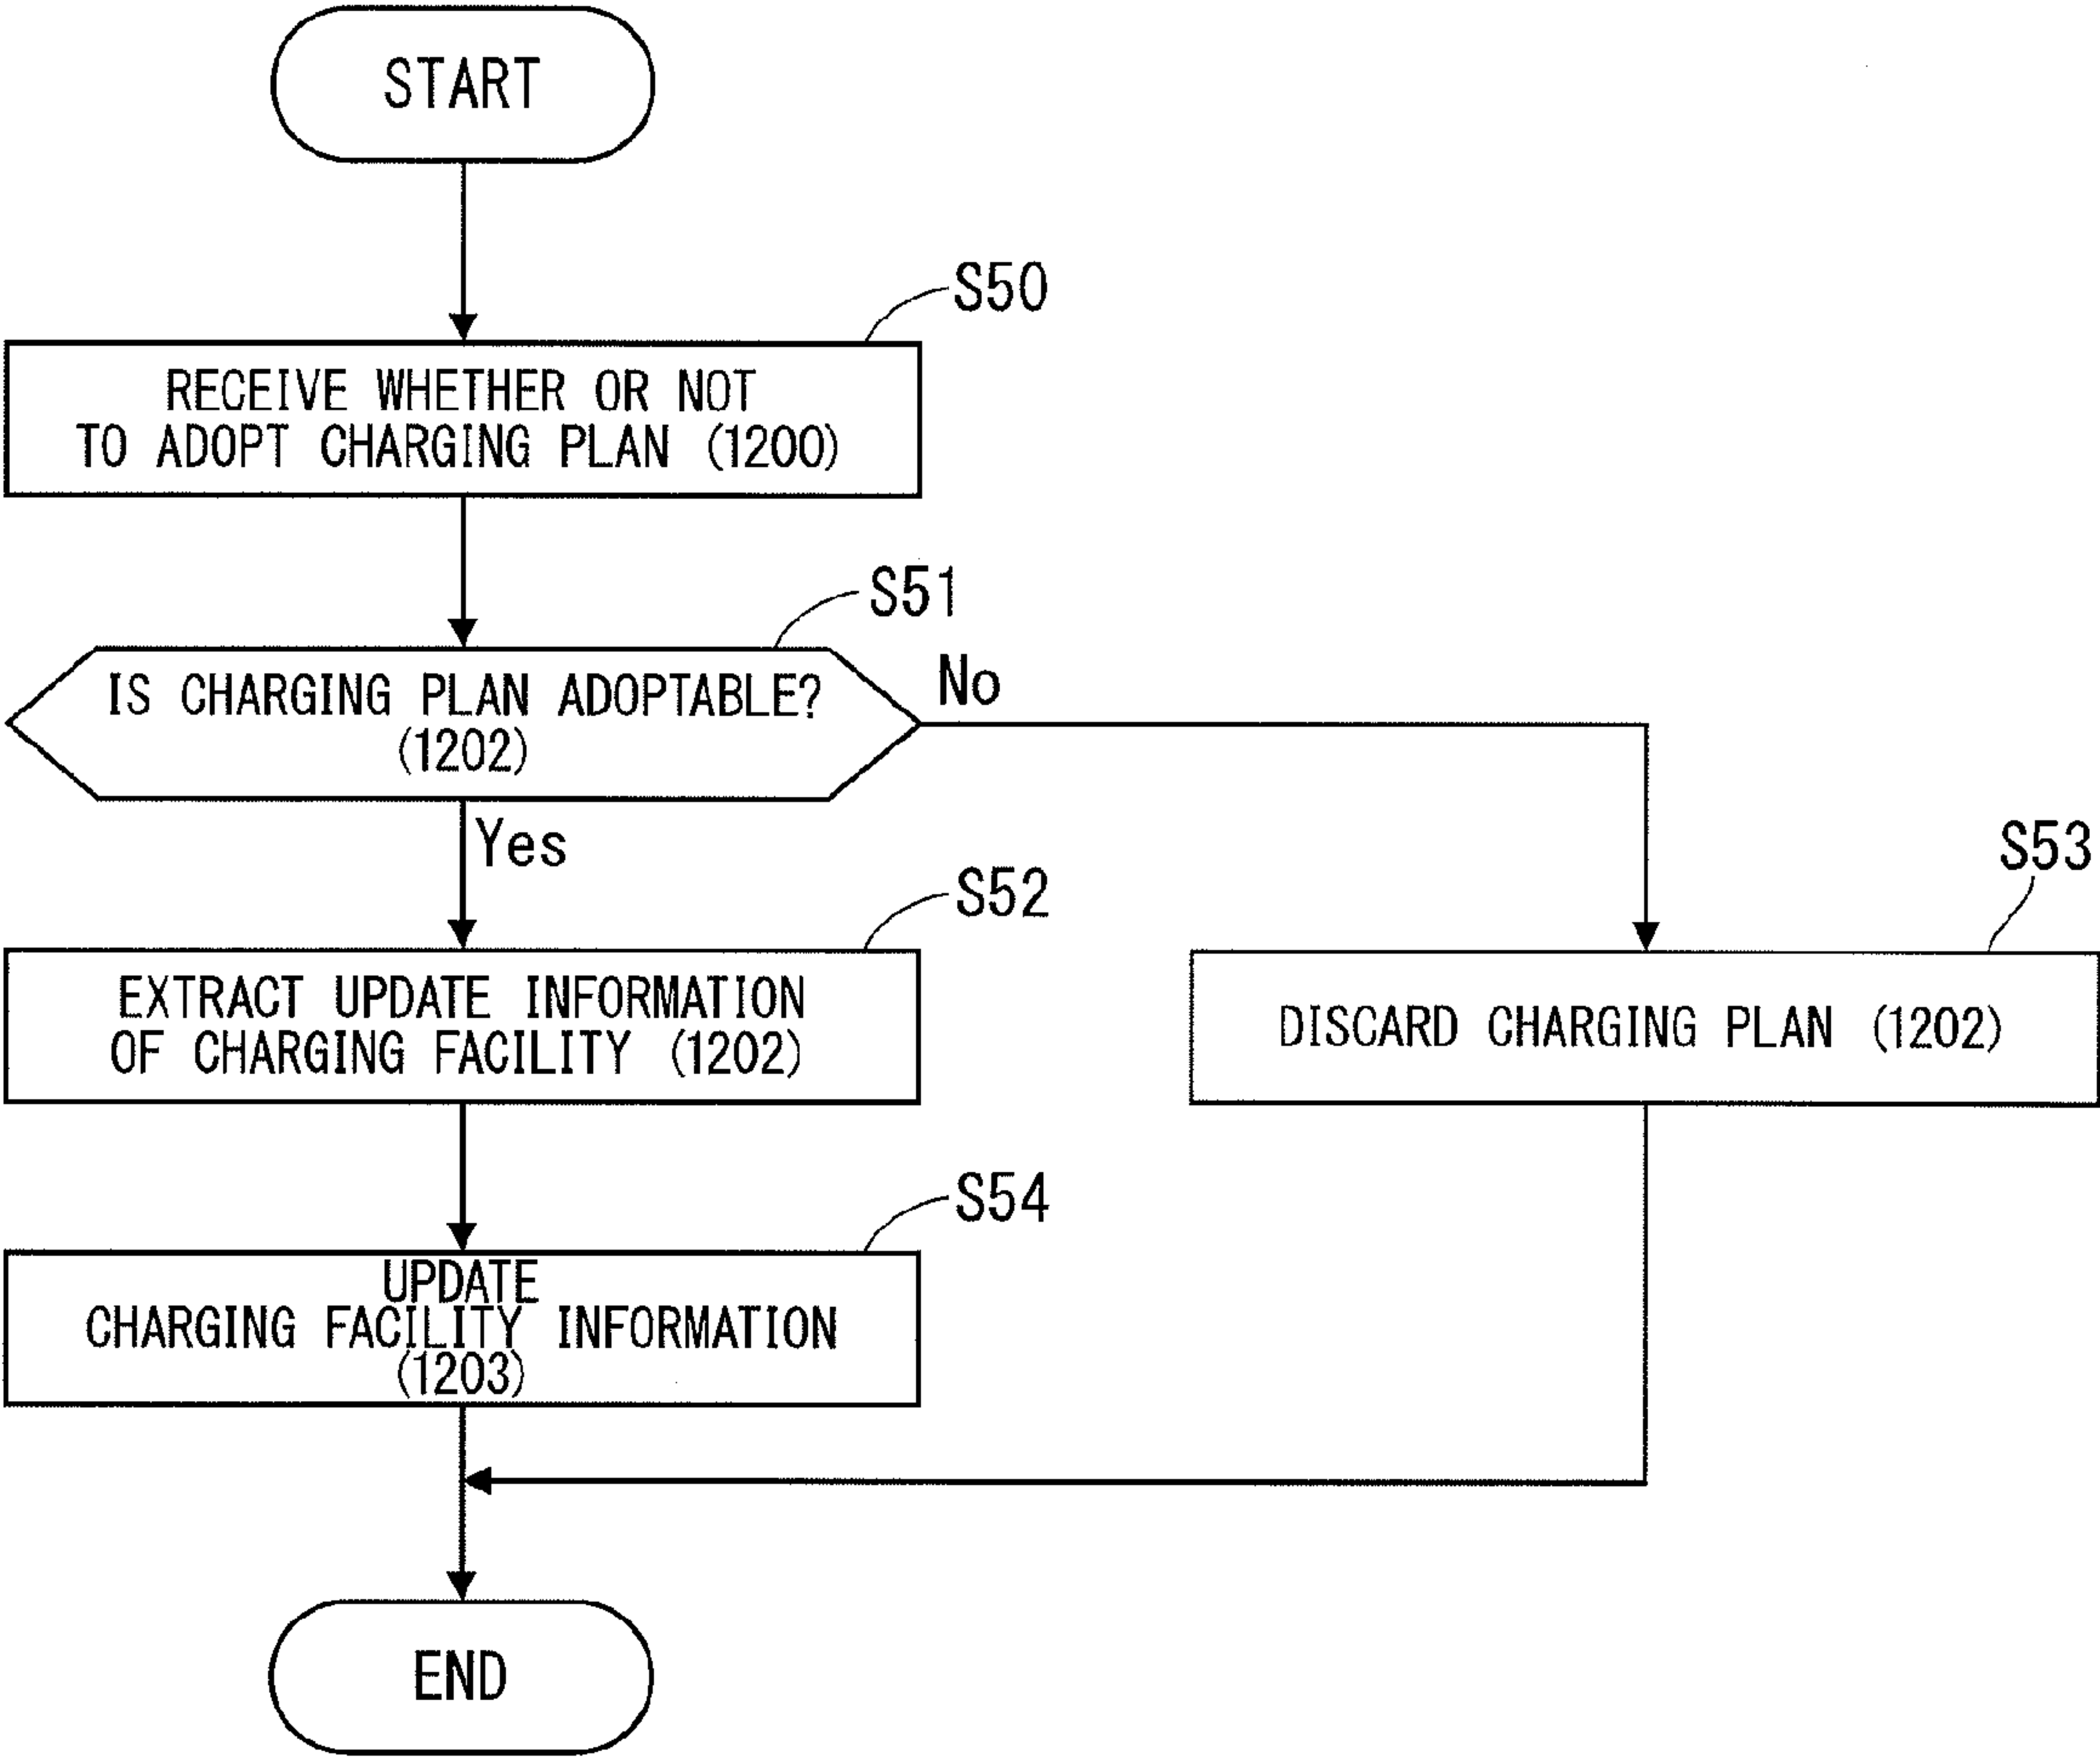 START
S50
RECEIVE WHETHER OR NOT
TO ADOPT CHARGING PLAN (1200)
S51
IS CHARGING PLAN ADOPTABLE?
(1202)
No
Yes
S52
EXTRACT UPDATE INFORMATION
OF CHARGING FACILITY (1202)
S53
DISCARD CHARGING PLAN (1202)
S54
UPDATE
CHARGING FACILITY INFORMATION
(1203)
END